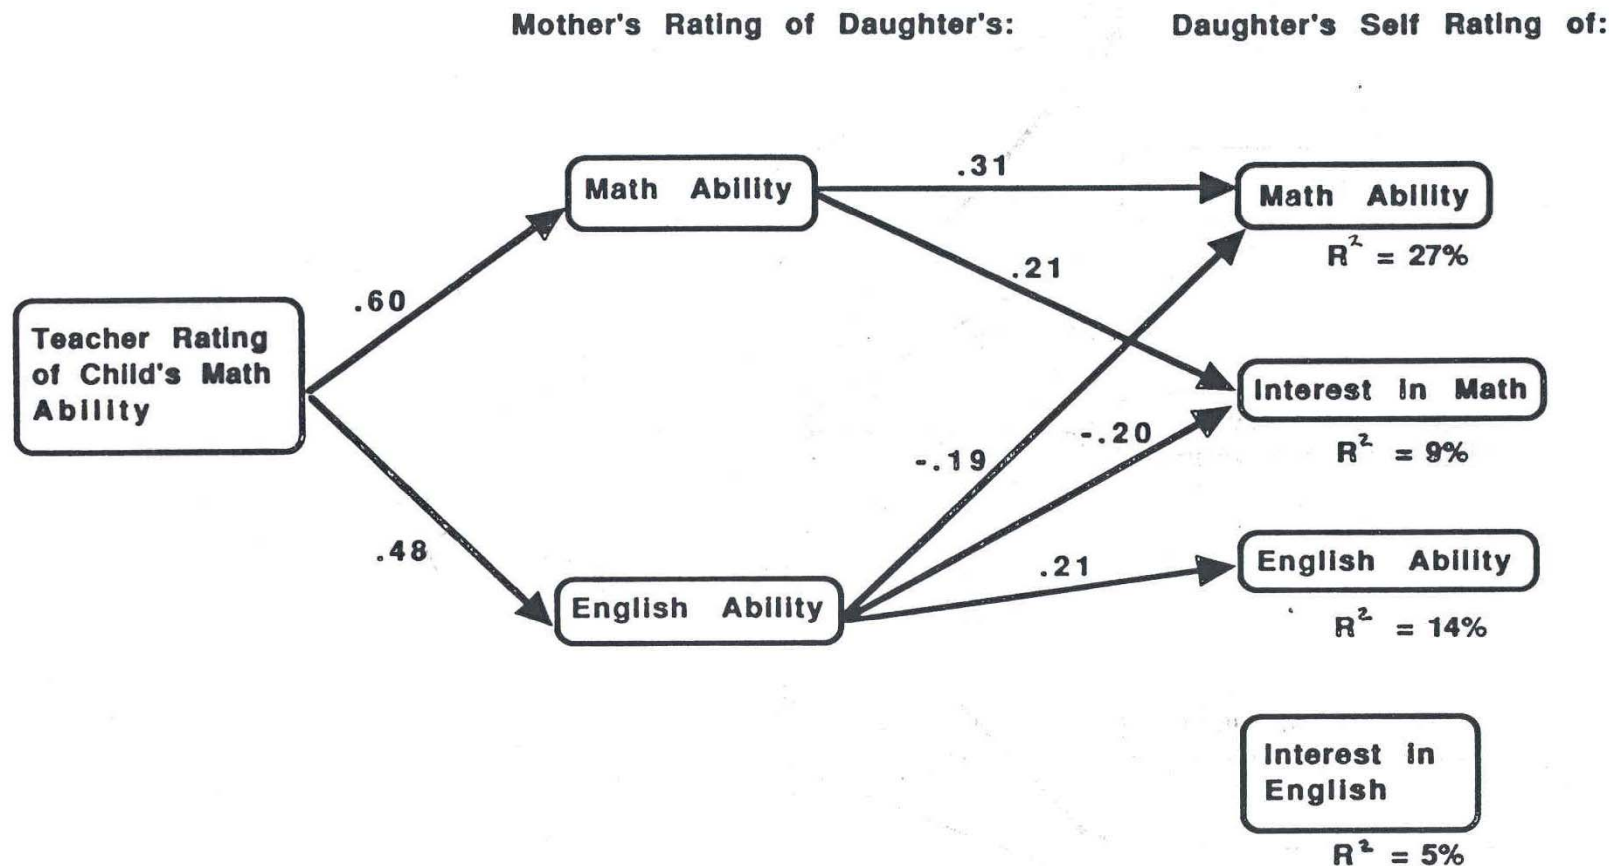 Mother's Rating of Daughter's:
Daughter's Self Rating of:
Math Ability
.31
Math Ability
R² = 27%
.21
.60
Teacher Rating
of Child's Math
Ability
Interest in Math
R² = 9%
-.20
-.19
.48
.21
English Ability
English Ability
R² = 14%
Interest in
English
R² = 5%